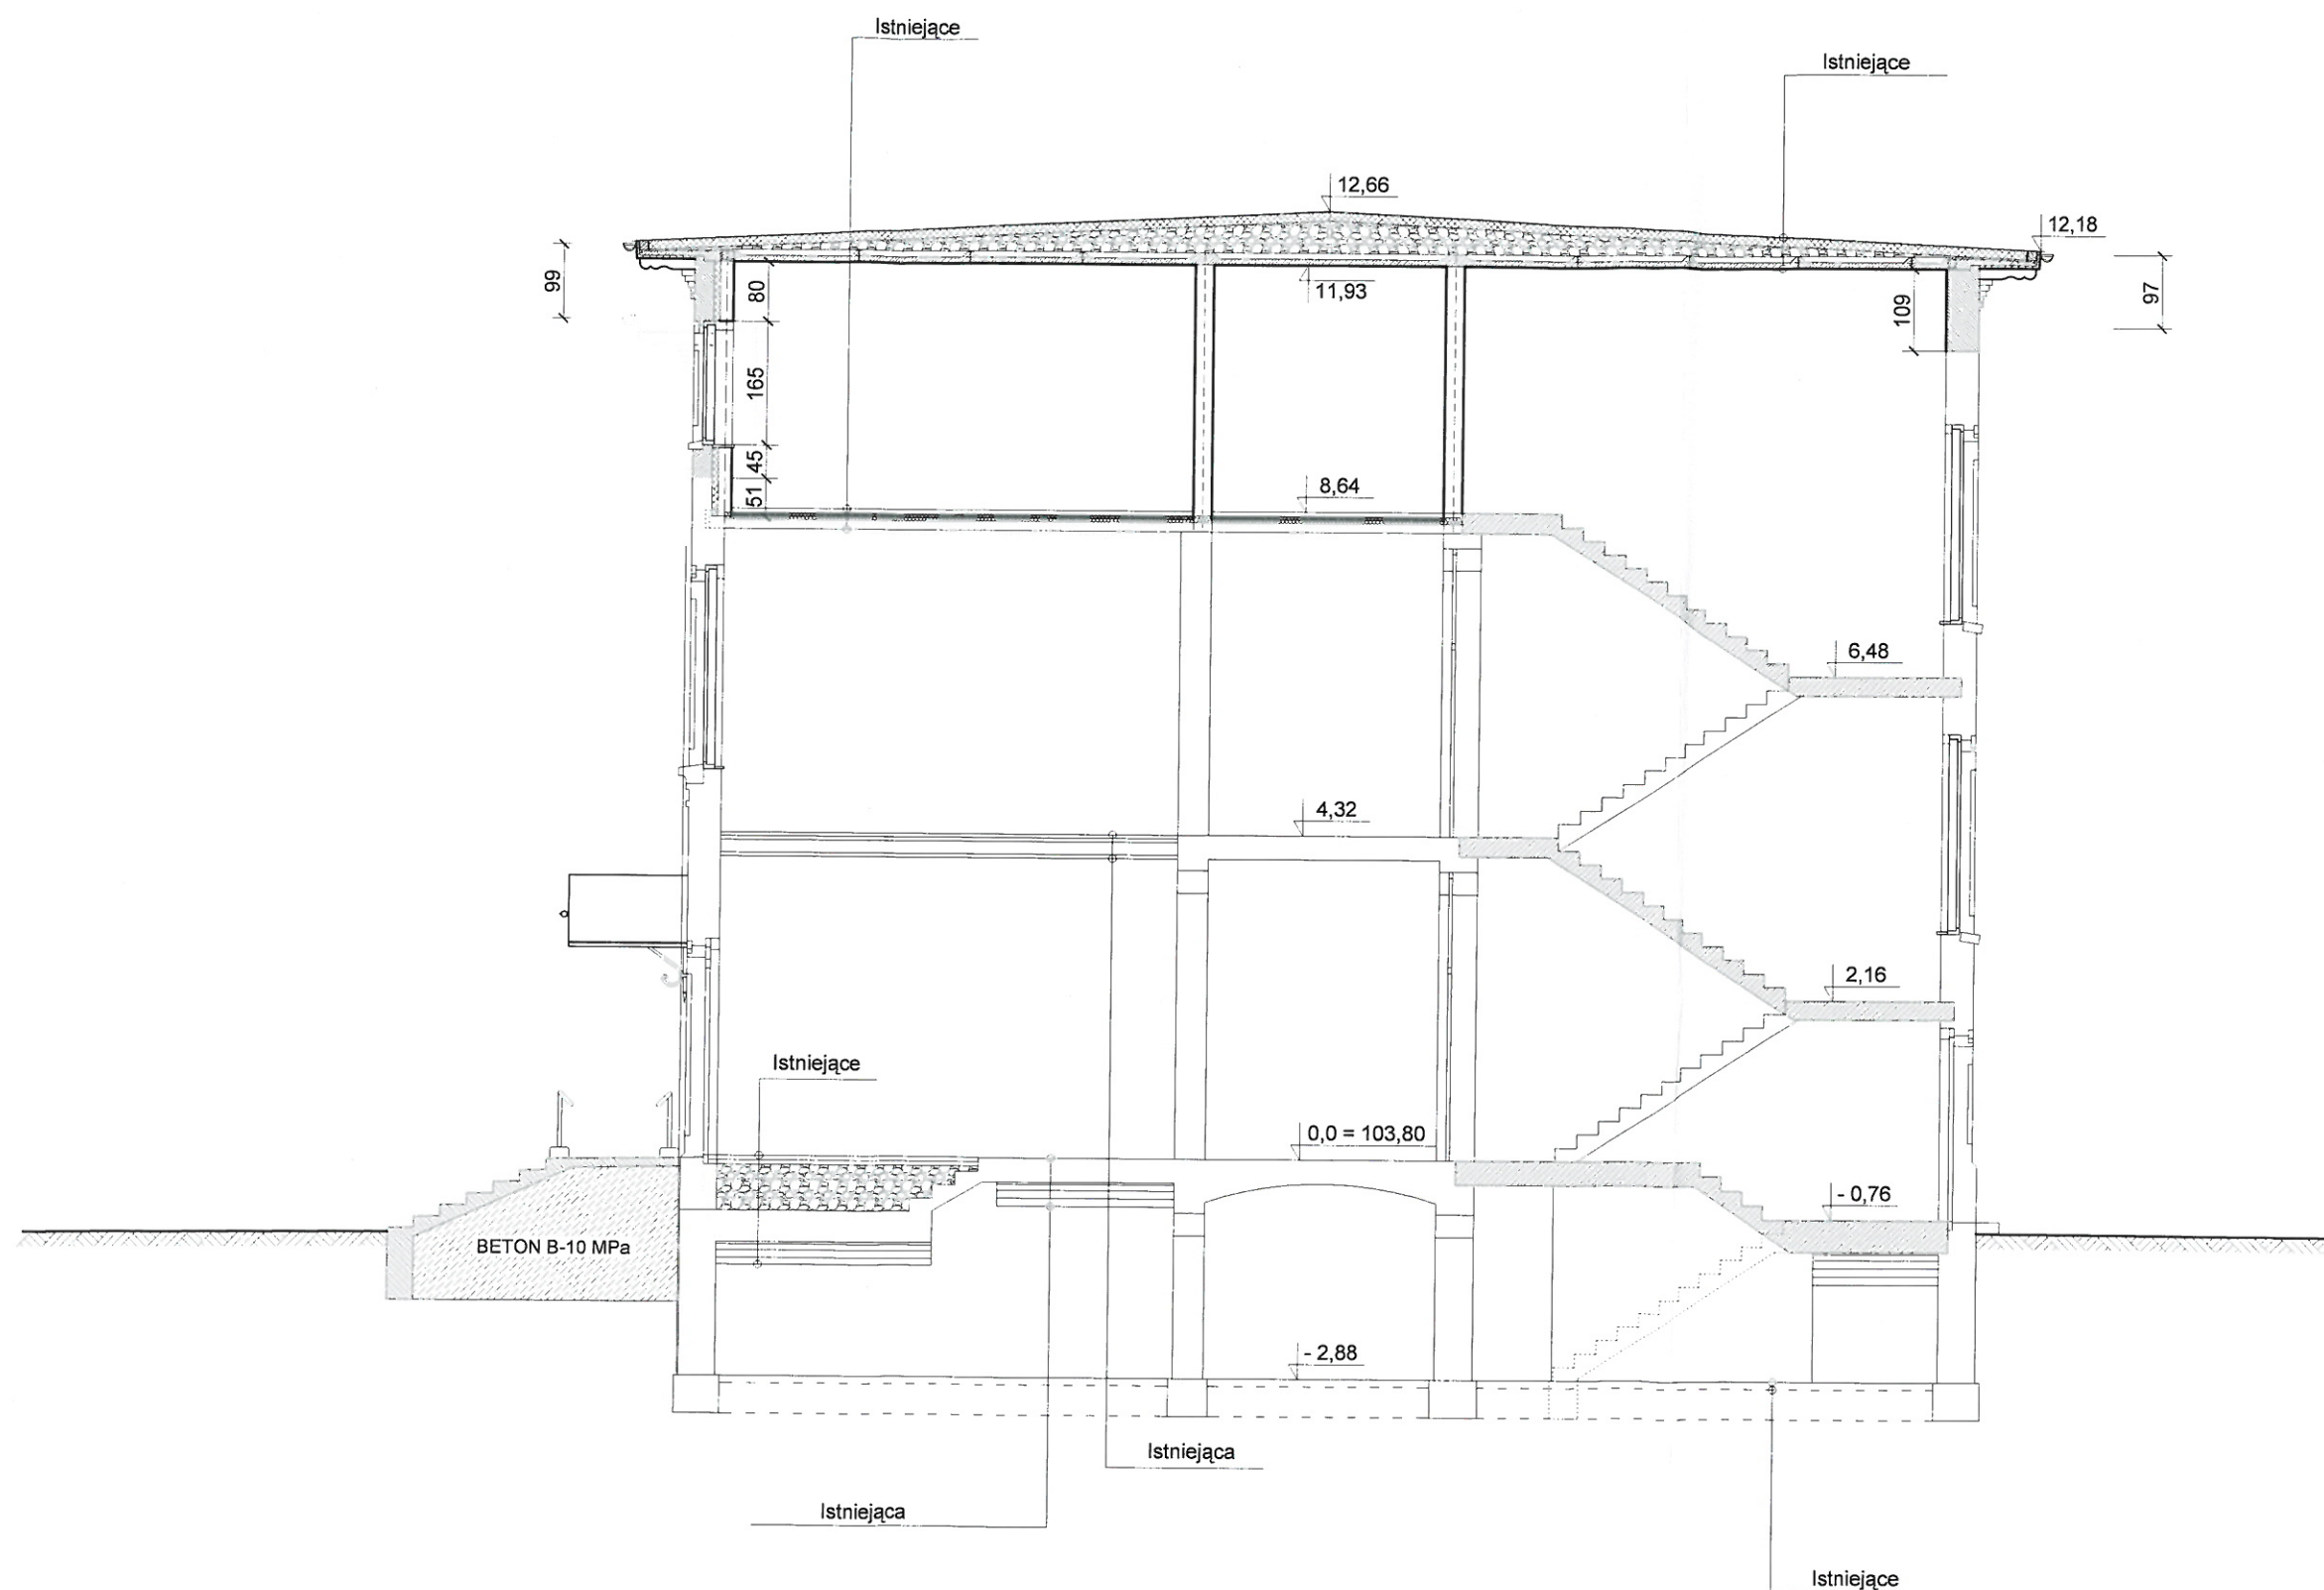 Istniejące
Istniejące
12,66
12,18
99
80
11,93
109
97
165
45
51
8,64
6,48
4,32
2,16
Istniejące
0,0 = 103,80
- 0,76
BETON B-10 MPa
- 2,88
Istniejąca
Istniejąca
Istniejące